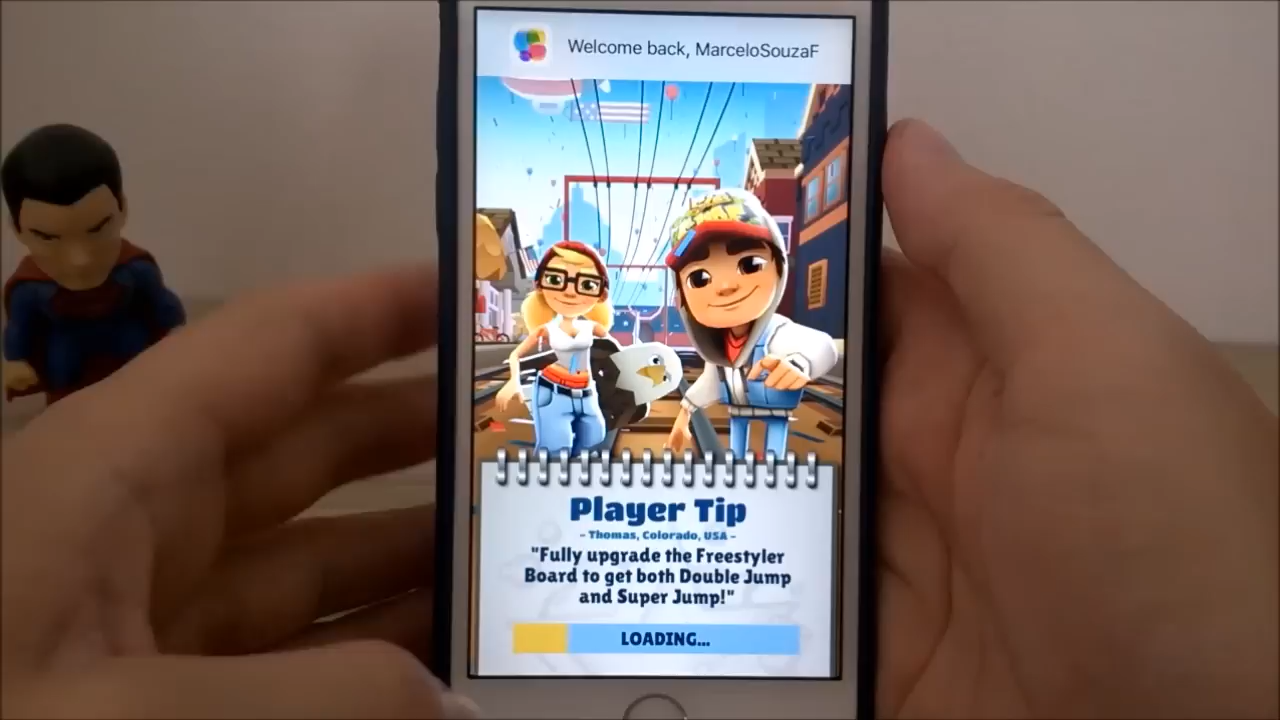 Welcome back, MarceloSouzaF
Player Tip
- Thomas, Colorado, USA -
"Fully upgrade the Freestyler
Board to get both Double Jump
and Super Jump!"
LOADING...